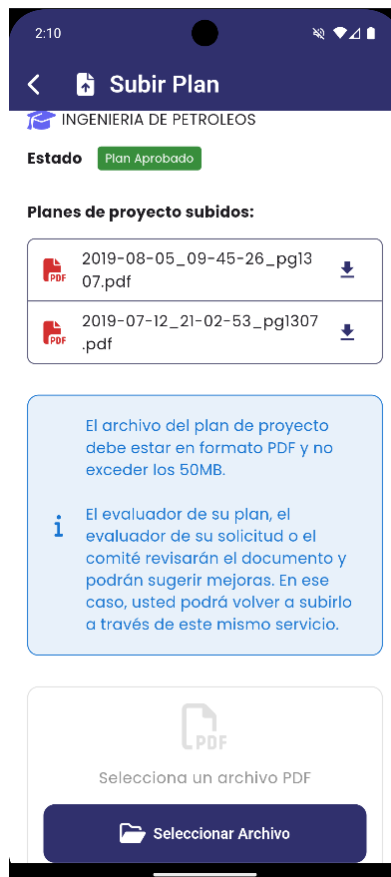 2:10
Subir Plan
INGENIERIA DE PETROLEOS
Estado Plan Aprobado
Planes de proyecto subidos:
PDF
2019-08-05_09-45-26_pg13
07.pdf
PDF
2019-07-12_21-02-53_pg1307
.pdf
El archivo del plan de proyecto
debe estar en formato PDF y no
exceder los 50MB.
i
El evaluador de su plan, el
evaluador de su solicitud o el
comité revisarán el documento y
podrán sugerir mejoras. En ese
caso, usted podrá volver a subirlo
a través de este mismo servicio.
PDF
Selecciona un archivo PDF
Seleccionar Archivo